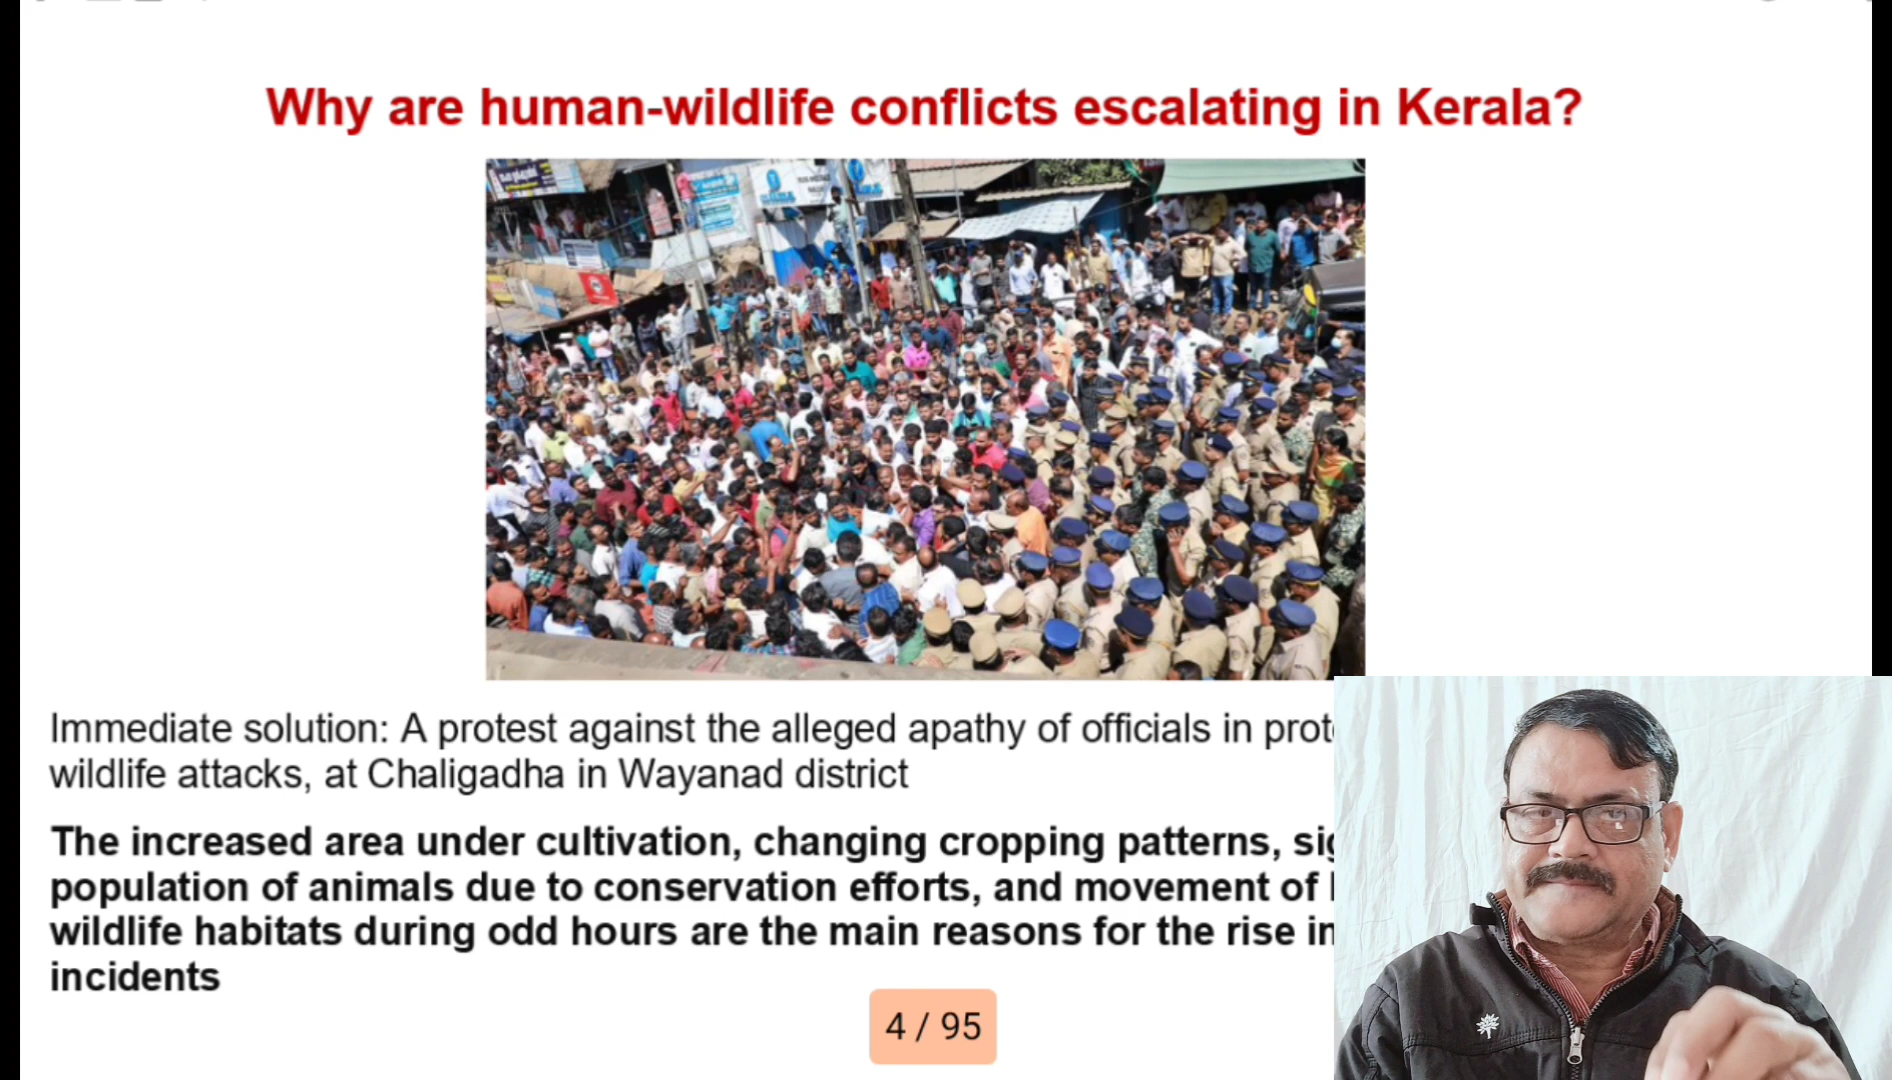 Why are human-wildlife conflicts escalating in Kerala?
Immediate solution: A protest against the alleged apathy of officials in
wildlife attacks, at Chaligadha in Wayanad district
The increased area under cultivation, changing cropping patterns,
population of animals due to conservation efforts, and movement of
wildlife habitats during odd hours are the main reasons for the rise in
incidents
4 / 95